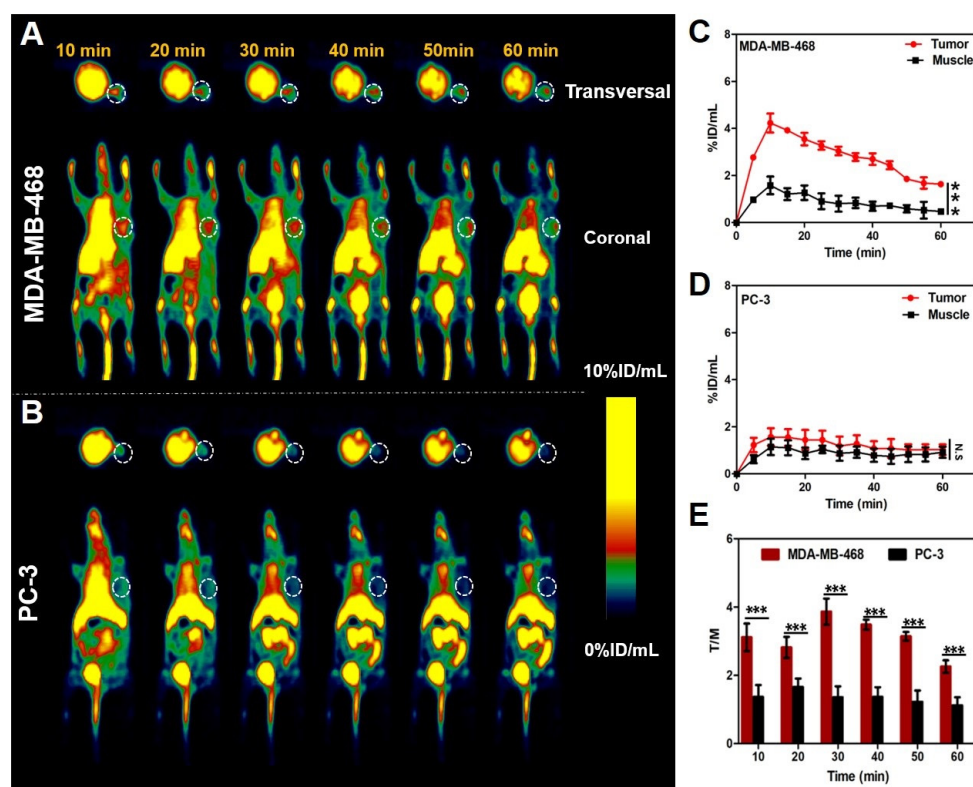 A
10 min 20 min 30 min 40 min 50min 60 min
Transversal
MDA-MB-468
Coronal
10%ID/mL
B
PC-3
0%ID/mL
C
MDA-MB-468
Tumor
Muscle
%ID/mL
8
6
4
2
0
0 20 40 60
Time (min)
***
D
PC-3
Tumor
Muscle
%ID/mL
8
6
4
2
0
0 20 40 60
Time (min)
N.S
E
MDA-MB-468 PC-3
T/M
6
4
2
0
*** *** *** *** *** ***
10 20 30 40 50 60
Time (min)